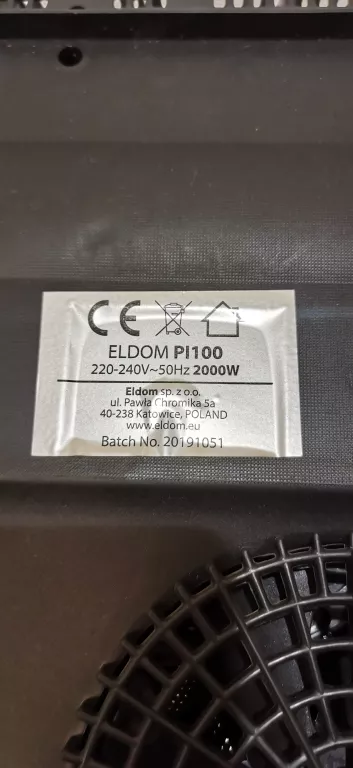 CE
ELDOM PI100
220-240V~50Hz 2000W
Eldom sp. z o.o.
ul. Pawła Chromika 5a
40-238 Katowice, POLAND
www.eldom.eu
Batch No. 20191051